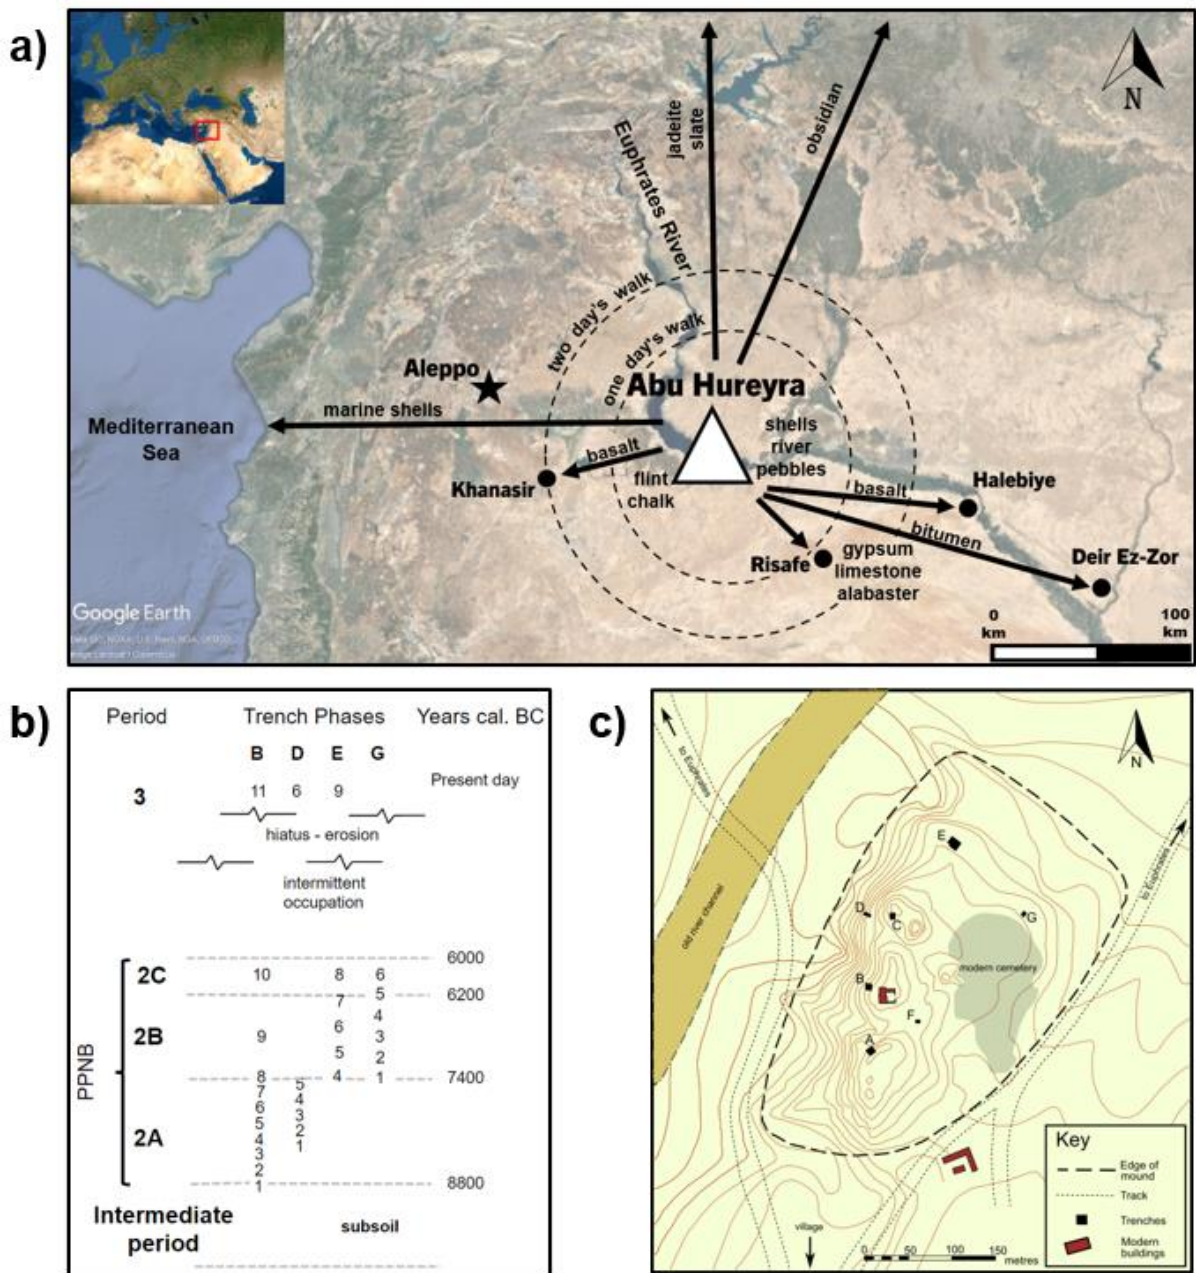 a)
N
jadeite
slate
obsidian
Euphrates River
two day's walk
one day's walk
Aleppo
Abu Hureyra
Mediterranean
Sea
marine shells
shells
river
pebbles
basalt
Khanasir
flint
chalk
basalt
Halebiye
bitumen
Risafe
gypsum
limestone
alabaster
Deir Ez-Zor
Google Earth
0
km
100
km
b)
Period Trench Phases Years cal. BC
B D E G
Present day
3
11 6 9
hiatus - erosion
intermittent
occupation
6000
2C 10 8 6
5
7
6200
4
6
2B 9 3
5 2
8 4 1 7400
5
7
4
6
3
5
2A 4 2
1
3
2
1 8800
PPNB
Intermediate
period
subsoil
c)
to Euphrates
N
old river channel
E
to Euphrates
D
C
G
modern cemetery
B
F
A
Key
Edge of
mound
Track
Trenches
Modern
buildings
village
0 50 100 150
metres